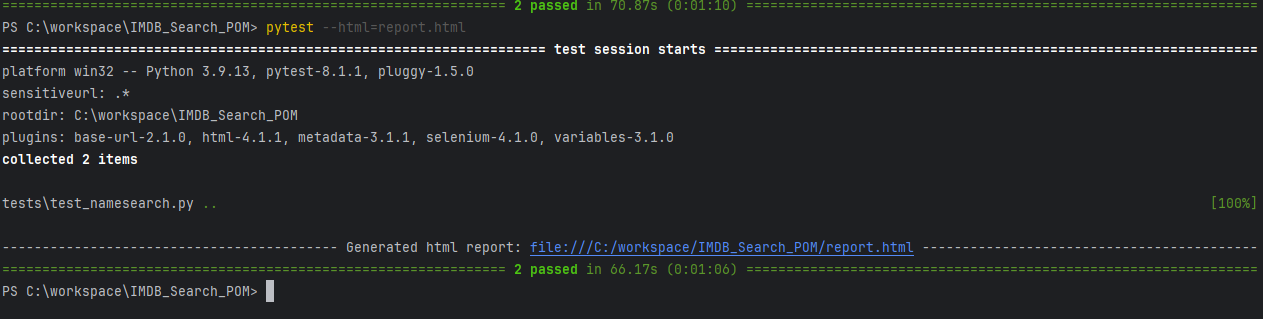 ================================================================ 2 passed in 70.87s (0:01:10) =================================================================
PS C:\workspace\IMDB_Search_POM> pytest --html=report.html
===================================================================== test session starts =====================================================================
platform win32 -- Python 3.9.13, pytest-8.1.1, pluggy-1.5.0
sensitiveurl: .*
rootdir: C:\workspace\IMDB_Search_POM
plugins: base-url-2.1.0, html-4.1.1, metadata-3.1.1, selenium-4.1.0, variables-3.1.0
collected 2 items
tests\test_namesearch.py .. [100%]
------------------------------------------ Generated html report: file:///C:/workspace/IMDB_Search_POM/report.html ------------------------------------------
================================================================ 2 passed in 66.17s (0:01:06) =================================================================
PS C:\workspace\IMDB_Search_POM>